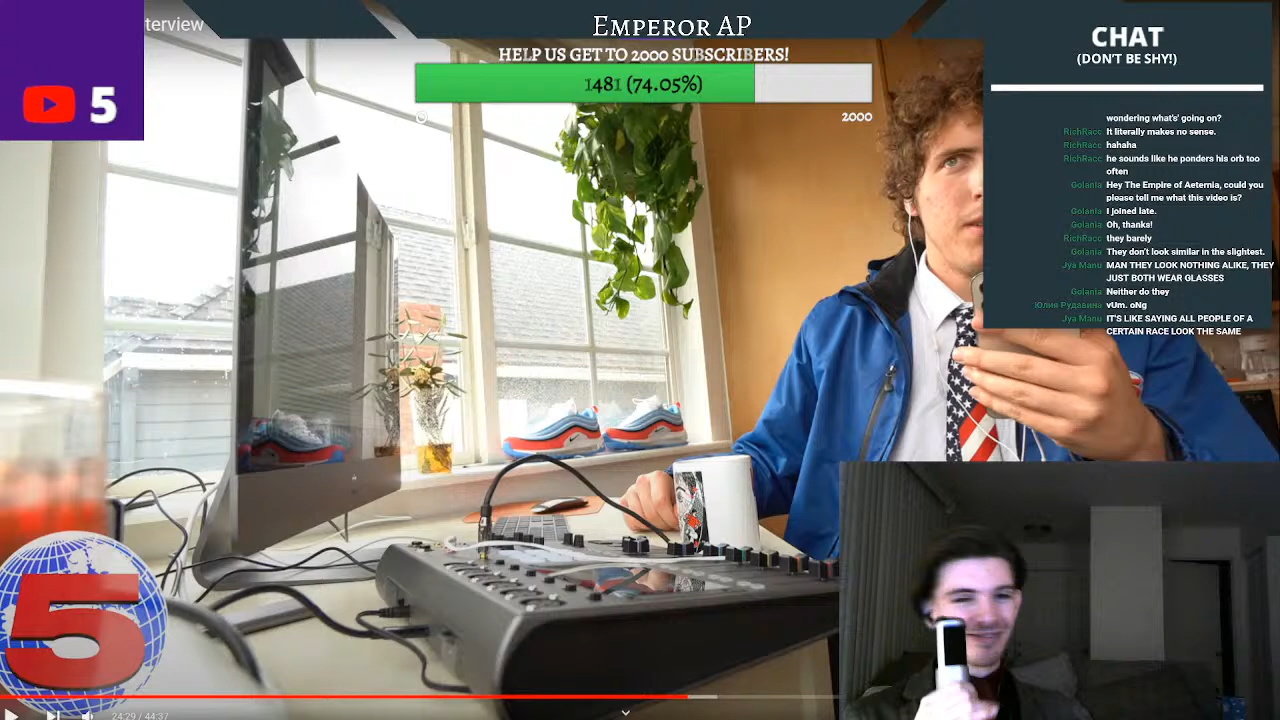 terview
EMPEROR AP
HELP US GET TO 2000 SUBSCRIBERS!
1481 (74.05%)
2000
5
CHAT
(DON'T BE SHY!)
wondering what's' going on?
RichRacc It literally makes no sense.
RichRacc hahaha
RichRacc he sounds like he ponders his orb too
often
Golania Hey The Empire of Aeternia, could you
please tell me what this video is?
Golania I joined late.
Golania Oh, thanks!
RichRacc they barely
Golania They don't look similar in the slightest.
Jya Manu MAN THEY LOOK NOTHING ALIKE, THEY
JUST BOTH WEAR GLASSES
Golania Neither do they
Юлия Рудавина vUm. oNg
Jya Manu IT'S LIKE SAYING ALL PEOPLE OF A
CERTAIN RACE LOOK THE SAME
5
24:29 / 44:37